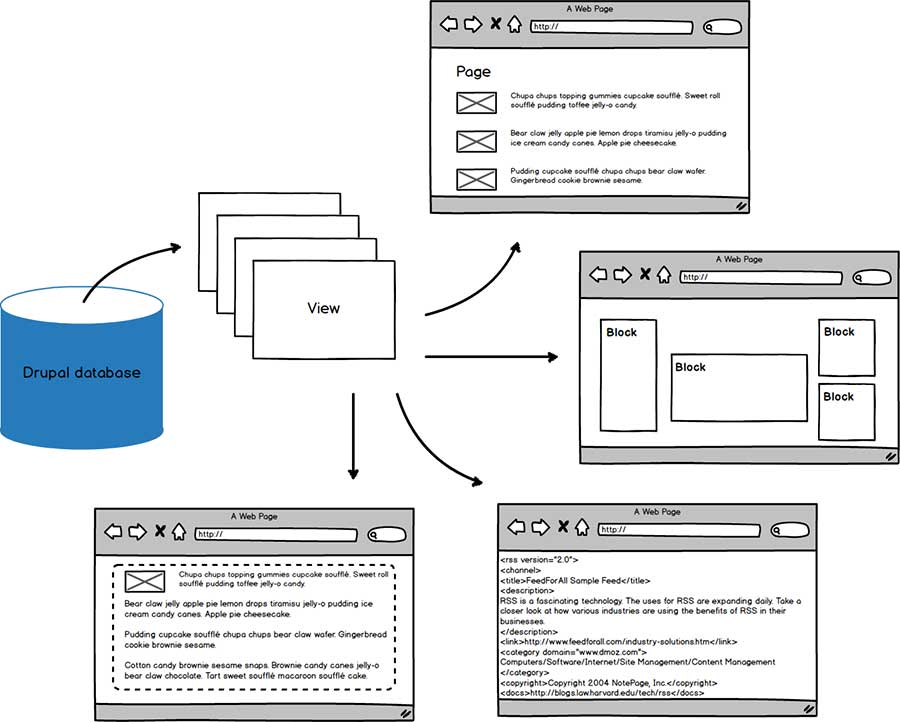 A Web Page
http://
Page
Chupa chups topping gummies cupcake soufflé. Sweet roll
soufflé pudding toffee jelly-o candy.
Bear claw jelly apple pie lemon drops tiramisu jelly-o pudding
ice cream candy canes. Apple pie cheesecake.
Pudding cupcake soufflé chupa chups bear claw wafer.
Gingerbread cookie brownie sesame.
View
Drupal database
A Web Page
http://
Block
Block
Block
Block
A Web Page
http://
Chupa chups topping gummies cupcake soufflé. Sweet roll
soufflé pudding toffee jelly-o candy.
Bear claw jelly apple pie lemon drops tiramisu jelly-o pudding ice
cream candy canes. Apple pie cheesecake.
Pudding cupcake soufflé chupa chups bear claw wafer. Gingerbread
cookie brownie sesame.
Cotton candy brownie sesame snaps. Brownie candy canes jelly-o
bear claw chocolate. Tart sweet soufflé macaroon soufflé cake.
A Web Page
http://
<rss version="2.0">
<channel>
<title>FeedForAll Sample Feed</title>
<description>
RSS is a fascinating technology. The uses for RSS are expanding daily. Take a
closer look at how various industries are using the benefits of RSS in their
businesses.
</description>
<link>http://www.feedforall.com/industry-solutions.htm</link>
<category domain="www.dmoz.com">
Computers/Software/Internet/Site Management/Content Management
</category>
<copyright>Copyright 2004 NotePage, Inc.</copyright>
<docs>http://blogs.law.harvard.edu/tech/rss</docs>